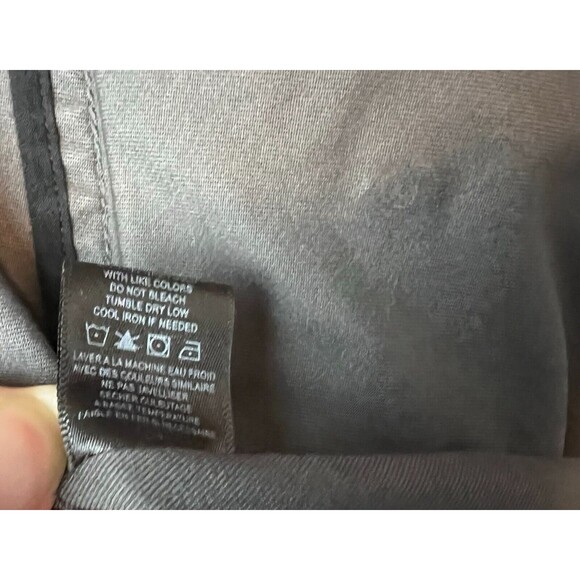 WITH LIKE COLORS
DO NOT BLEACH
TUMBLE DRY LOW
COOL IRON IF NEEDED
LAVER A LA MACHINE EAU FROID
AVEC DES COULEURS SIMILAIRE
NE PAS
SECHER CULBUTAGE
A BASSE TEMPERATURE